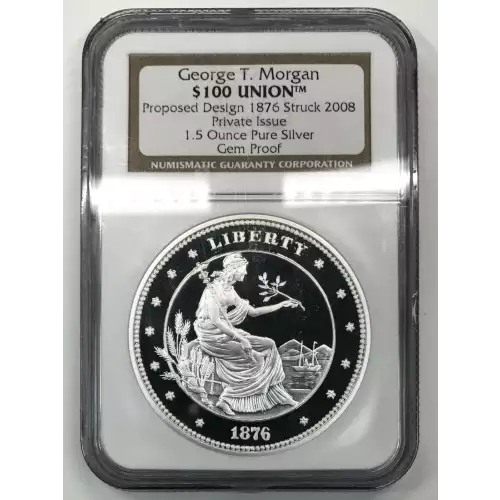 George T. Morgan
$100 UNION™
Proposed Design 1876 Struck 2008
Private Issue
1.5 Ounce Pure Silver
Gem Proof
NUMISMATIC GUARANTY CORPORATION
LIBERTY
1876